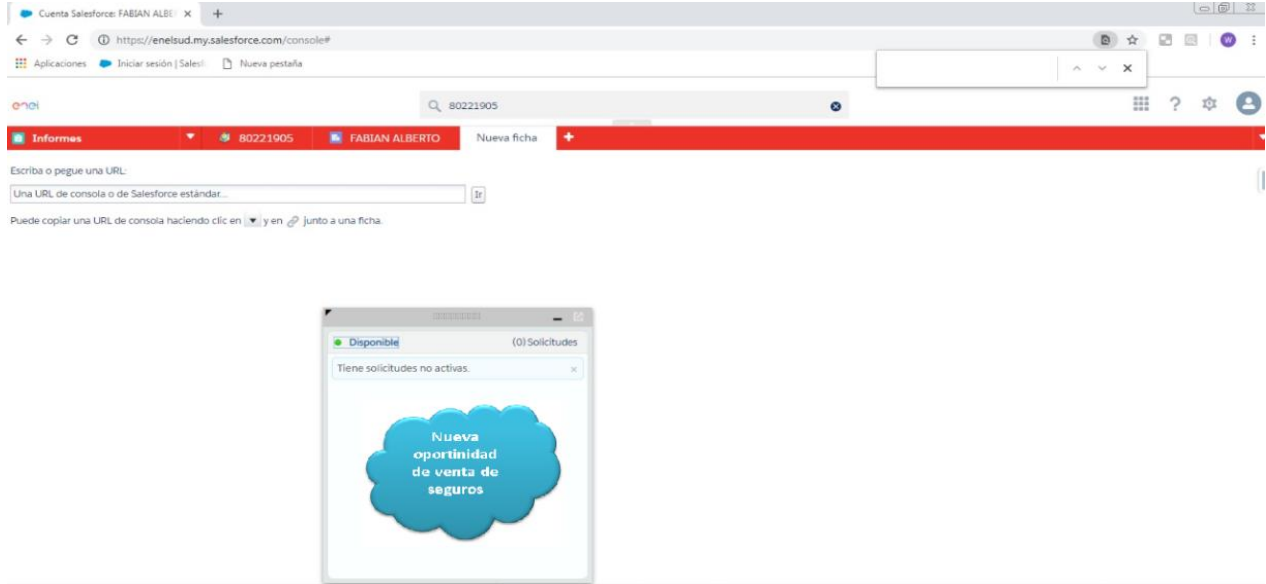 Cuenta Salesforce: FABIAN ALBE
https://enelsud.my.salesforce.com/console#
Aplicaciones Iniciar sesión | Salesf Nueva pestaña
enel 80221905
Informes 80221905 FABIAN ALBERTO Nueva ficha
Escriba o pegue una URL:
Una URL de consola o de Salesforce estándar... Ir
Puede copiar una URL de consola haciendo clic en y en junto a una ficha.
Disponible (0) Solicitudes
Tiene solicitudes no activas.
Nueva
oportinidad
de venta de
seguros